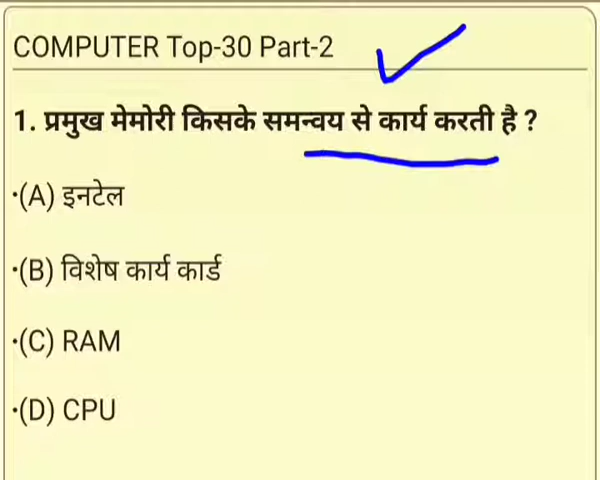 COMPUTER Top-30 Part-2
1. प्रमुख मेमोरी किसके समन्वय से कार्य करती है ?
·(A) इनटेल
·(B) विशेष कार्य कार्ड
·(C) RAM
·(D) CPU